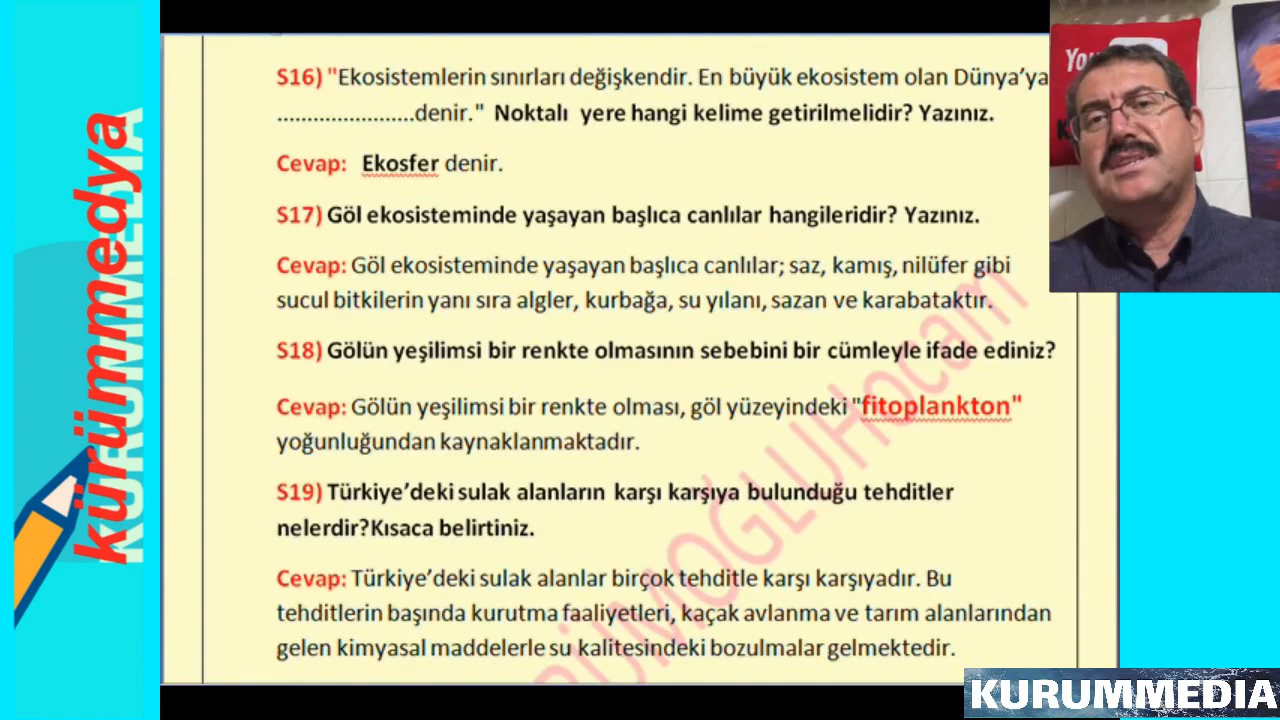 S16) "Ekosistemlerin sınırları değişkendir. En büyük ekosistem olan Dünya'ya
.......................denir." Noktalı yere hangi kelime getirilmelidir? Yazınız.
Cevap: Ekosfer denir.
S17) Göl ekosisteminde yaşayan başlıca canlılar hangileridir? Yazınız.
Cevap: Göl ekosisteminde yaşayan başlıca canlılar; saz, kamış, nilüfer gibi
sucul bitkilerin yanı sıra algler, kurbağa, su yılanı, sazan ve karabataktır.
S18) Gölün yeşilimsi bir renkte olmasının sebebini bir cümleyle ifade ediniz?
Cevap: Gölün yeşilimsi bir renkte olması, göl yüzeyindeki "fitoplankton"
yoğunluğundan kaynaklanmaktadır.
S19) Türkiye'deki sulak alanların karşı karşıya bulunduğu tehditler
nelerdir?Kısaca belirtiniz.
Cevap: Türkiye'deki sulak alanlar birçok tehditle karşı karşıyadır. Bu
tehditlerin başında kurutma faaliyetleri, kaçak avlanma ve tarım alanlarından
gelen kimyasal maddelerle su kalitesindeki bozulmalar gelmektedir.
kürümmedya
KURUMMEDIA
You
KURUMMEDIA